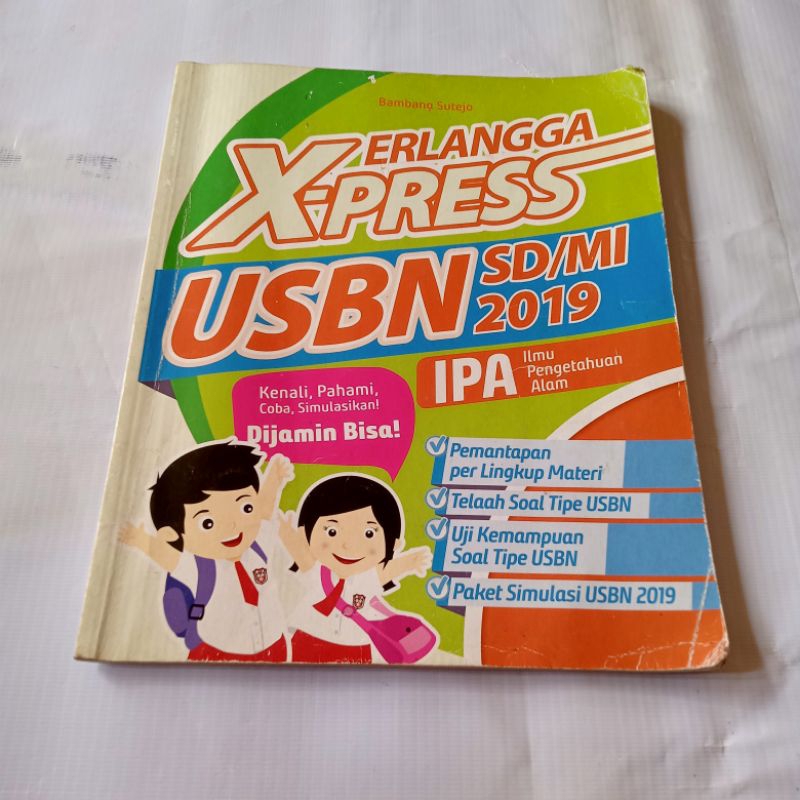 Bambang Sutejo
ERLANGGA
X-PRESS
USBN SD/MI
2019
IPA Ilmu
Pengetahuan
Alam
Kenali, Pahami,
Coba, Simulasikan!
Dijamin Bisa!
Pemantapan
per Lingkup Materi
Telaah Soal Tipe USBN
Uji Kemampuan
Soal Tipe USBN
Paket Simulasi USBN 2019